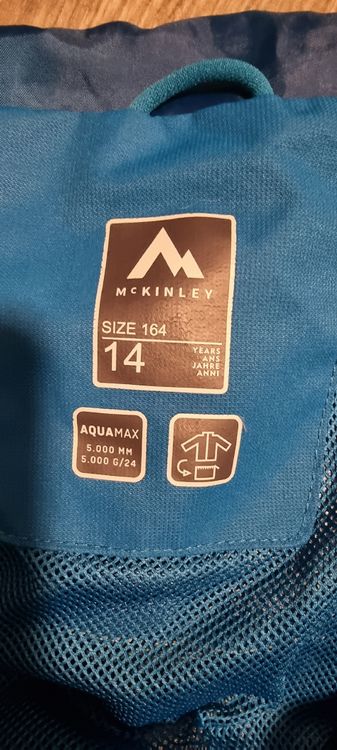 McKINLEY
SIZE 164
14
YEARS
ANS
JAHRE
ANNI
AQUAMAX
5.000 MM
5.000 G/24